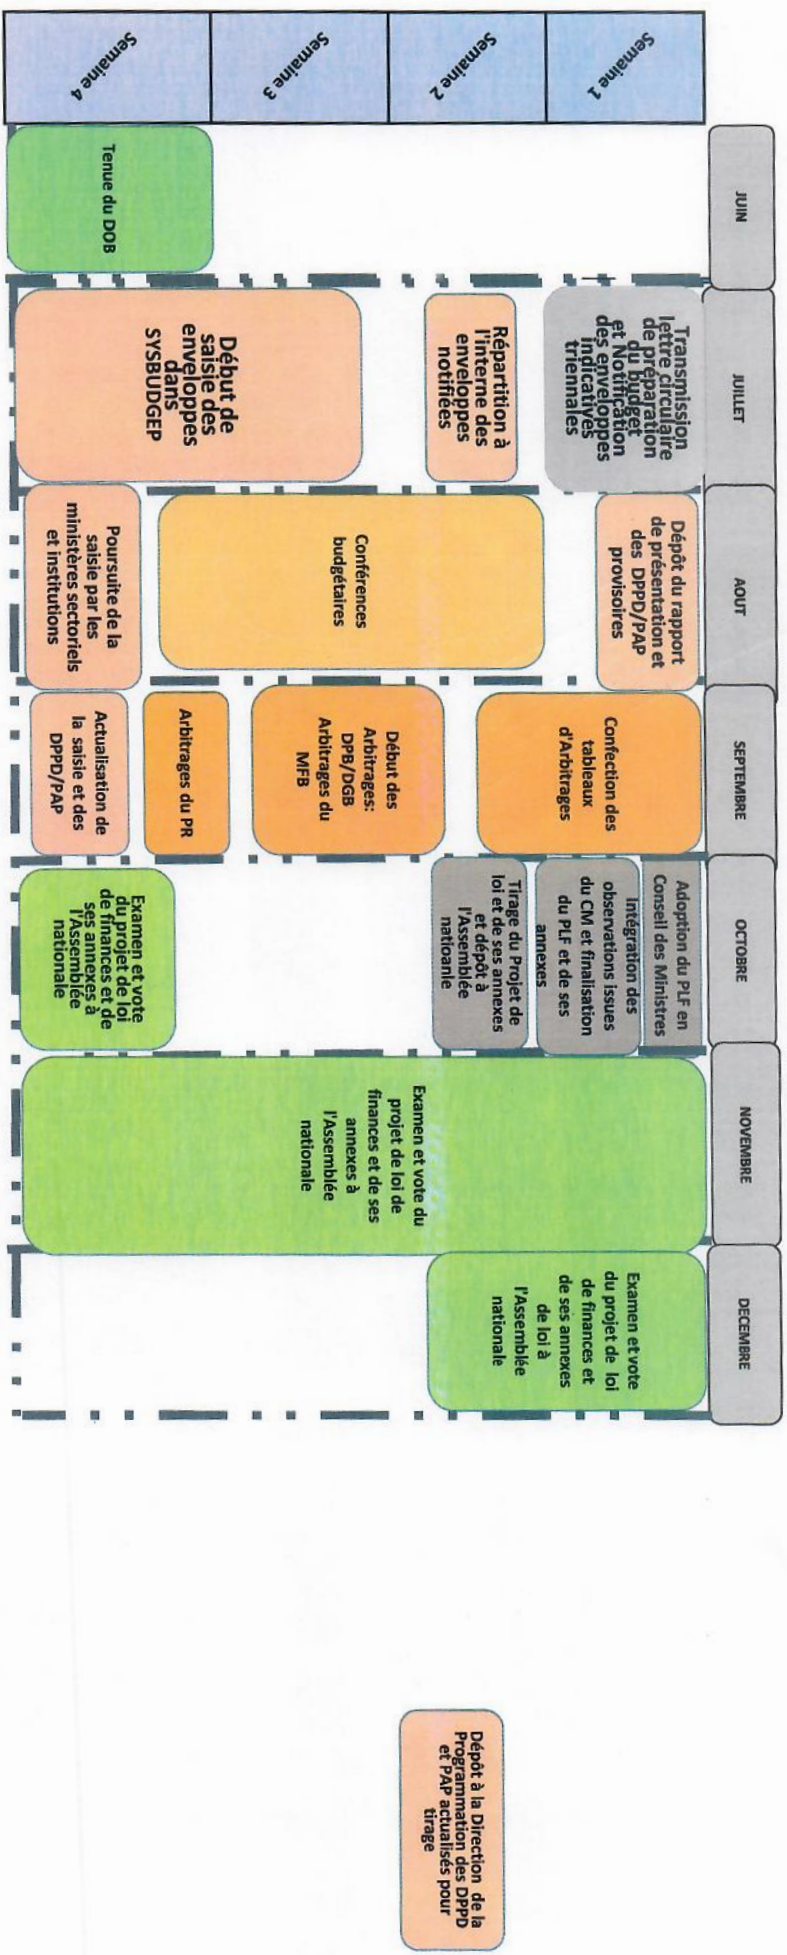 JUIN
JUILLET
AOUT
SEPTEMBRE
OCTOBRE
NOVEMBRE
DECEMBRE
Semaine 1
Semaine 2
Semaine 3
Semaine 4
Tenue du DOB
Transmission
lettre circulaire
de préparation
du budget
et Notification
des enveloppes
indicatives
triennales
Répartition à
l'interne des
enveloppes
notifiées
Début de
saisie des
enveloppes
dans
SYSBUDGEP
Dépôt du rapport
de présentation et
des DPPD/PAP
provisoires
Conférences
budgétaires
Poursuite de la
saisie par les
ministères sectoriels
et institutions
Confection des
tableaux
d'Arbitrages
Début des
Arbitrages:
DPB/DGB
Arbitrages du
MFB
Arbitrages du PR
Actualisation de
la saisie et des
DPPD/PAP
Adoption du PLF en
Conseil des Ministres
Intégration des
observations issues
du CM et finalisation
du PLF et de ses
annexes
Tirage du Projet de
loi et de ses annexes
et dépôt à
l'Assemblée
natioanle
Examen et vote
du projet de loi
de finances et de
ses annexes à
l'Assemblée
nationale
Examen et vote du
projet de loi de
finances et de ses
annexes à
l'Assemblée
nationale
Examen et vote
du projet de loi
de finances et
de ses annexes
de loi à
l'Assemblée
nationale
Dépôt à la Direction de la
Programmation des DPPD
et PAP actualisés pour
tirage